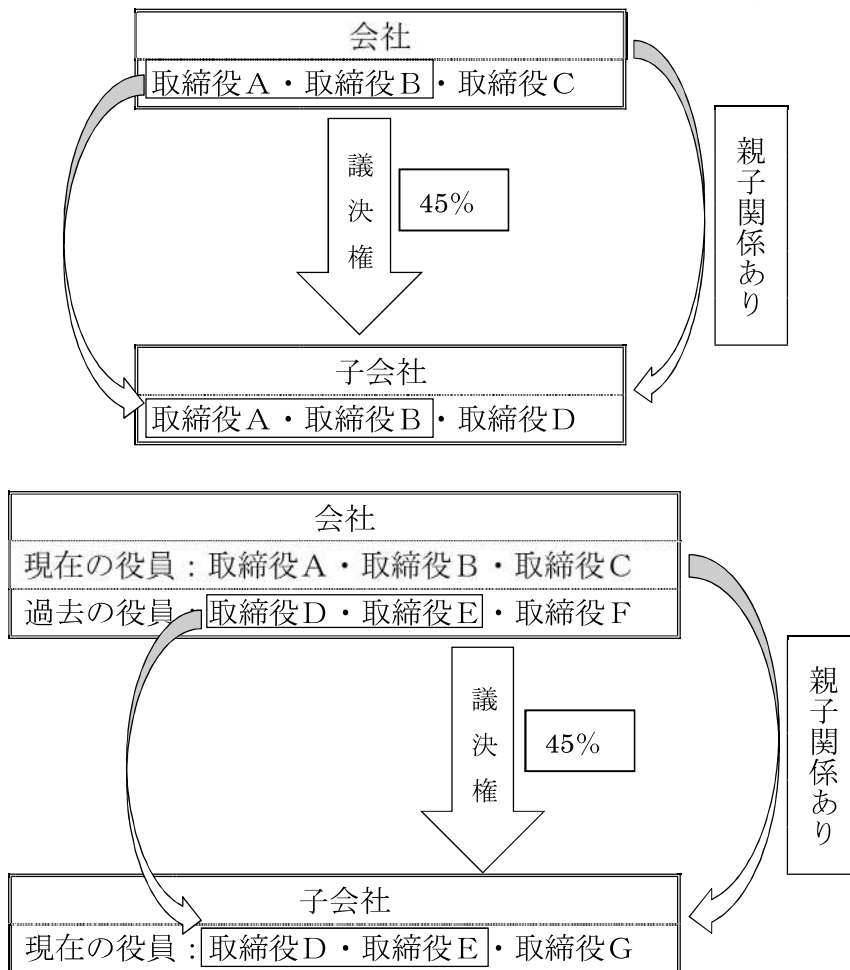 会社
取締役A・取締役B・取締役C
議決権
45%
親子関係あり
子会社
取締役A・取締役B・取締役D
会社
現在の役員：取締役A・取締役B・取締役C
過去の役員：取締役D・取締役E・取締役F
議決権
45%
親子関係あり
子会社
現在の役員：取締役D・取締役E・取締役G